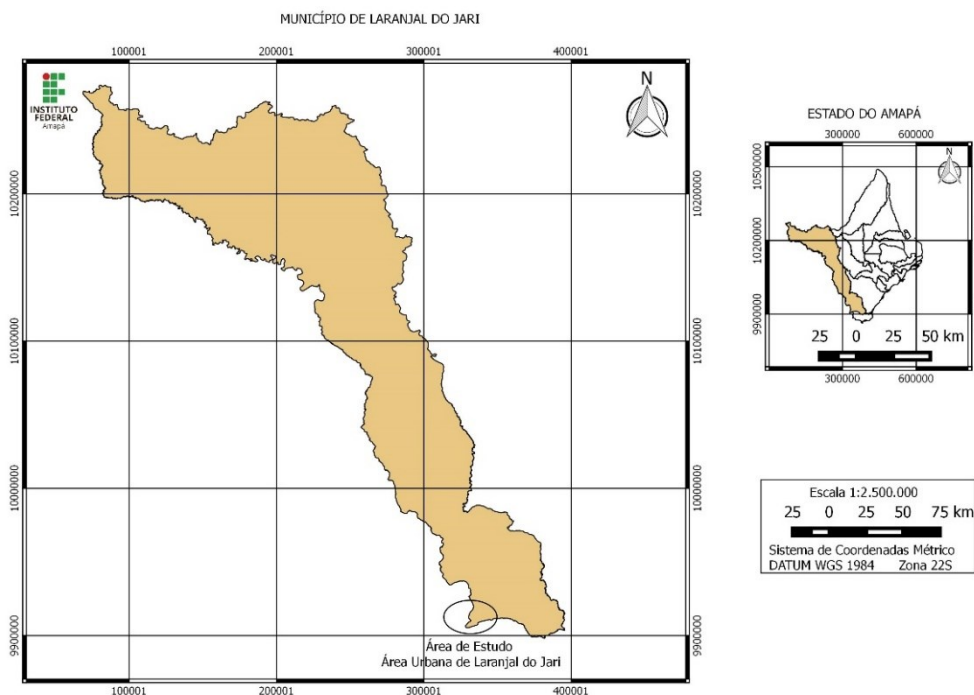 MUNICÍPIO DE LARANJAL DO JARI
100001 200001 300001 400001
INSTITUTO
FEDERAL
Amapá
N
10200000
10100000
10000000
9900000
10200000
10100000
10000000
9900000
Área de Estudo
Área Urbana de Laranjal do Jari
100001 200001 300001 400001
ESTADO DO AMAPÁ
300000 600000
N
10500000
10200000
9900000
10500000
10200000
9900000
25 0 25 50 km
300000 600000
Escala 1:2.500.000
25 0 25 50 75 km
Sistema de Coordenadas Métrico
DATUM WGS 1984 Zona 22S